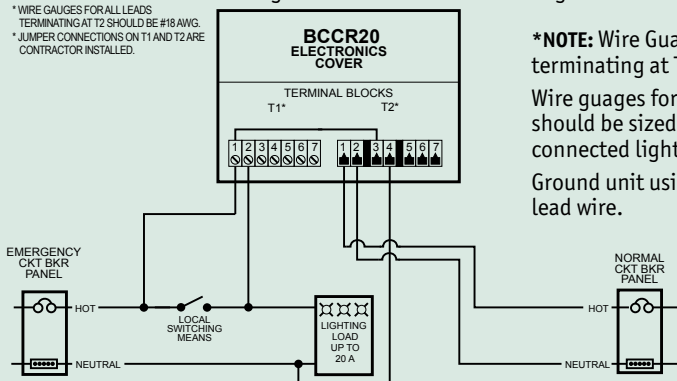 * WIRE GAUGES FOR ALL LEADS
TERMINATING AT T2 SHOULD BE #18 AWG.
* JUMPER CONNECTIONS ON T1 AND T2 ARE
CONTRACTOR INSTALLED.
BCCR20
ELECTRONICS
COVER
TERMINAL BLOCKS
T1* T2*
1 2 3 4 5 6 7 1 2 3 4 5 6 7
*NOTE: Wire
terminating at
Wire guages for
should be sized
connected
Ground unit
lead wire.
EMERGENCY
CKT BKR
PANEL
HOT
NEUTRAL
LOCAL
SWITCHING
MEANS
LIGHTING
LOAD
UP TO
20 A
NORMAL
CKT BKR
PANEL
HOT
NEUTRAL